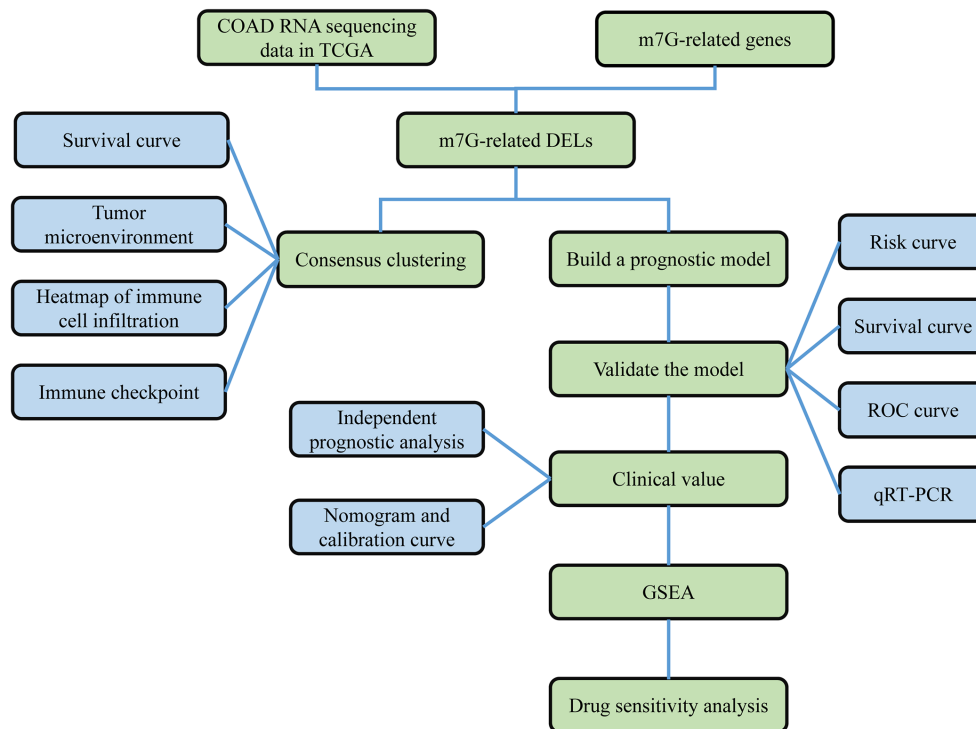 COAD RNA sequencing
data in TCGA
m7G-related genes
m7G-related DELs
Survival curve
Tumor
microenvironment
Heatmap of immune
cell infiltration
Immune checkpoint
Consensus clustering
Build a prognostic model
Validate the model
Risk curve
Survival curve
ROC curve
qRT-PCR
Independent
prognostic analysis
Nomogram and
calibration curve
Clinical value
GSEA
Drug sensitivity analysis